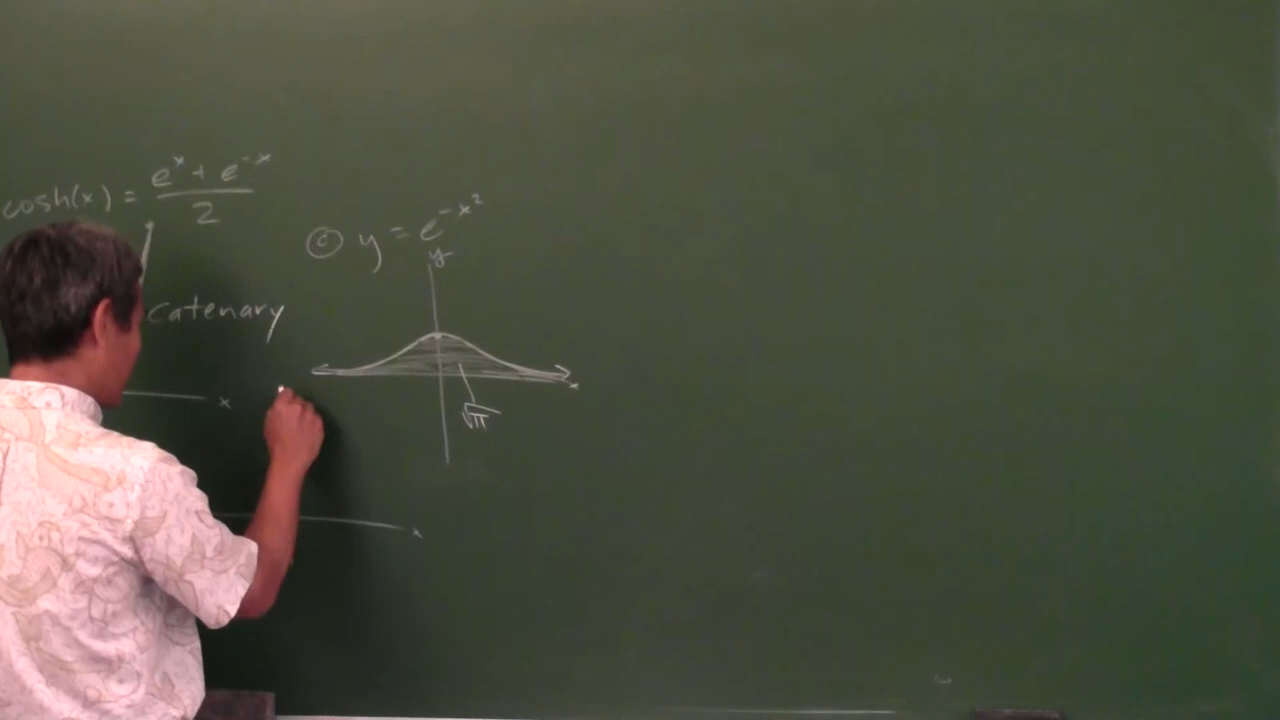 cosh(x) = (e^x + e^-x)/2
catenary
x
x
ⓒ y = e^-x²
y
x
√π